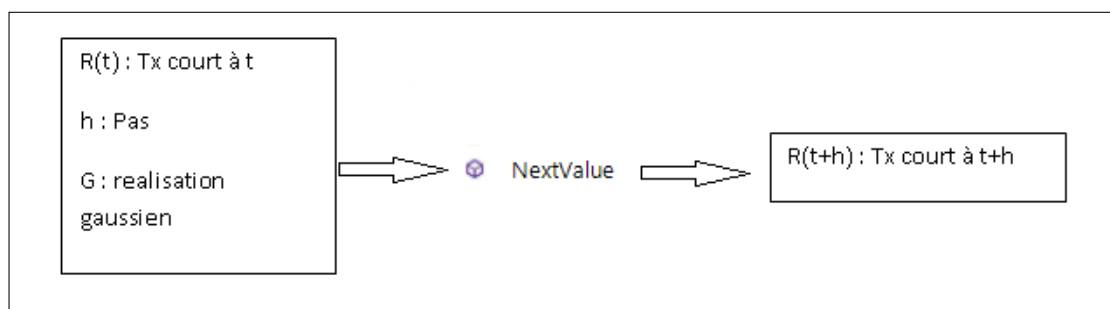 R(t) : Tx court à t
h : Pas
G : realisation
gaussien
NextValue
R(t+h) : Tx court à t+h